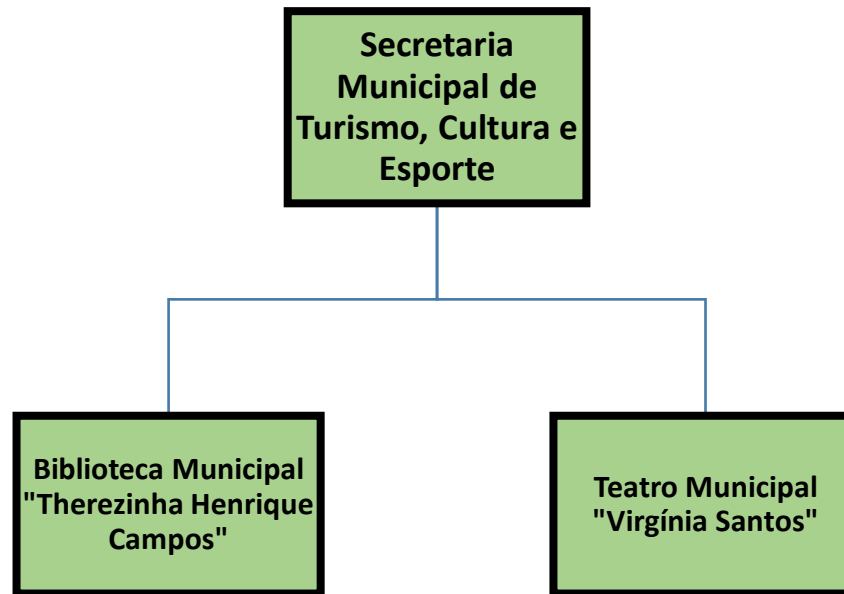 Secretaria
Municipal de
Turismo, Cultura e
Esporte
Biblioteca Municipal
"Therezinha Henrique
Campos"
Teatro Municipal
"Virgínia Santos"